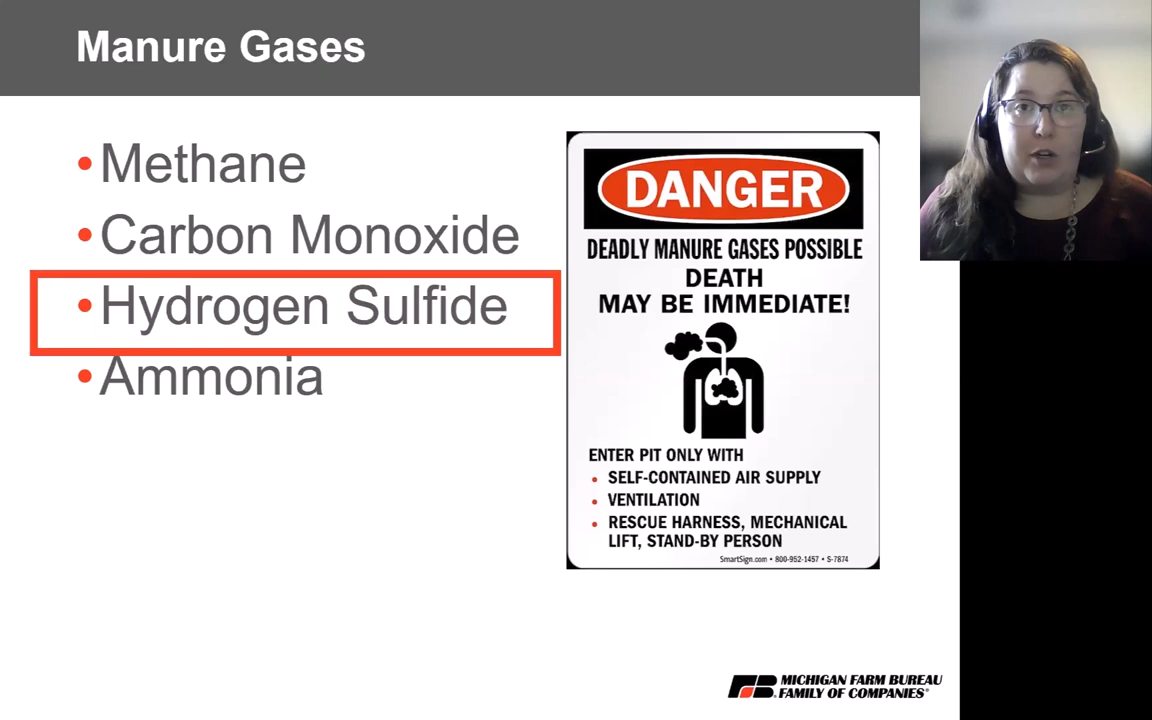 Manure Gases
•Methane
•Carbon Monoxide
•Hydrogen Sulfide
•Ammonia
DANGER
DEADLY MANURE GASES POSSIBLE
DEATH
MAY BE IMMEDIATE!
ENTER PIT ONLY WITH
• SELF-CONTAINED AIR SUPPLY
• VENTILATION
• RESCUE HARNESS, MECHANICAL
LIFT, STAND-BY PERSON
SmartSign.com • 800-952-1457 • S-7874
MICHIGAN FARM BUREAU
FAMILY OF COMPANIES®